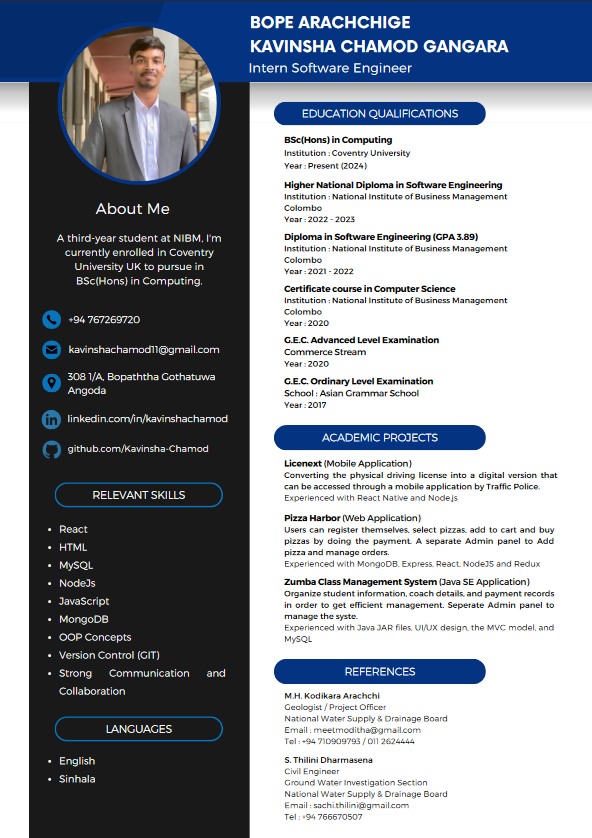 BOPE ARACHCHIGE
KAVINSHA CHAMOD GANGARA
Intern Software Engineer
About Me
A third-year student at NIBM, I'm
currently enrolled in Coventry
University UK to pursue in
BSc(Hons) in Computing.
+94 767269720
kavinshachamod11@gmail.com
308 1/A, Bopaththa Gothatuwa
Angoda
linkedin.com/in/kavinshachamod
github.com/Kavinsha-Chamod
RELEVANT SKILLS
React
HTML
MySQL
NodeJs
JavaScript
MongoDB
OOP Concepts
Version Control (GIT)
Strong Communication and
Collaboration
LANGUAGES
English
Sinhala
EDUCATION QUALIFICATIONS
BSc(Hons) in Computing
Institution : Coventry University
Year : Present (2024)
Higher National Diploma in Software Engineering
Institution : National Institute of Business Management
Colombo
Year : 2022 - 2023
Diploma in Software Engineering (GPA 3.89)
Institution : National Institute of Business Management
Colombo
Year : 2021 - 2022
Certificate course in Computer Science
Institution : National Institute of Business Management
Colombo
Year : 2020
G.E.C. Advanced Level Examination
Commerce Stream
Year : 2020
G.E.C. Ordinary Level Examination
School : Asian Grammar School
Year : 2017
ACADEMIC PROJECTS
Licenext (Mobile Application)
Converting the physical driving license into a digital version that
can be accessed through a mobile application by Traffic Police.
Experienced with React Native and Node.js
Pizza Harbor (Web Application)
Users can register themselves, select pizzas, add to cart and buy
pizzas by doing the payment. A separate Admin panel to Add
pizza and manage orders.
Experienced with MongoDB, Express, React, NodeJS and Redux
Zumba Class Management System (Java SE Application)
Organize student information, coach details, and payment records
in order to get efficient management. Seperate Admin panel to
manage the syste.
Experienced with Java JAR files, UI/UX design, the MVC model, and
MySQL
REFERENCES
M.H. Kodikara Arachchi
Geologist / Project Officer
National Water Supply & Drainage Board
Email : meetmoditha@gmail.com
Tel : +94 710909793 / 011 2624444
S. Thilini Dharmasena
Civil Engineer
Ground Water Investigation Section
National Water Supply & Drainage Board
Email : sachi.thilini@gmail.com
Tel : +94 766670507